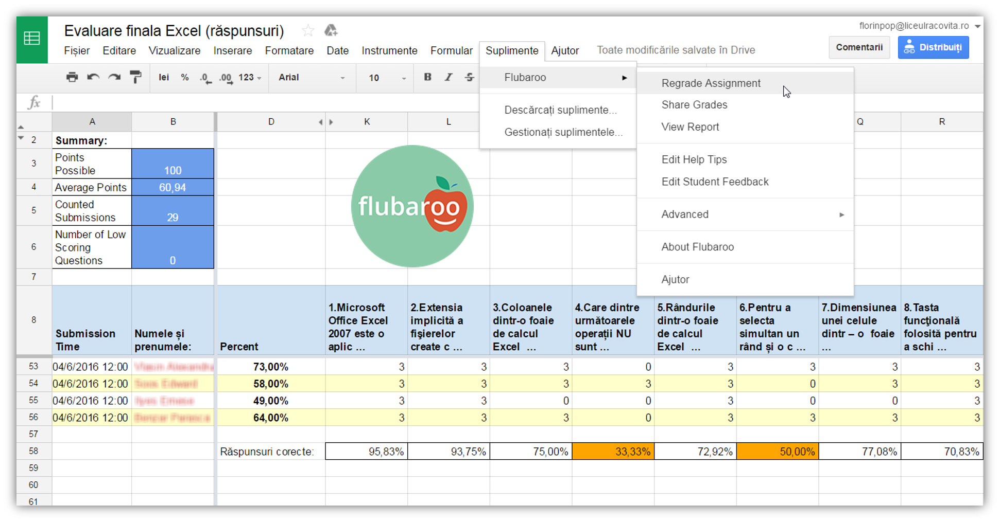 Evaluare finala Excel (răspunsuri)
florinpop@liceulracovita.ro
Fișier Editare Vizualizare Inserare Formatare Date Instrumente Formular Suplimente Ajutor Toate modificările salvate în Drive
Comentarii Distribuiți
lei % .0 .00 123 Arial 10 B I S
Flubaroo
Descărcați suplimente...
Gestionați suplimentele...
Regrade Assignment
Share Grades
View Report
Edit Help Tips
Edit Student Feedback
Advanced
About Flubaroo
Ajutor
fx
A B D K L Q R
2 Summary:
3 Points
Possible 100
4 Average Points 60,94
5 Counted
Submissions 29
6 Number of Low
Scoring
Questions 0
flubaroo
7
8 Submission
Time
Numele și
prenumele:
Percent
1.Microsoft
Office Excel
2007 este o
aplic ...
2.Extensia
implicită a
fişierelor
create c ...
3.Coloanele
dintr-o foaie
de calcul
Excel ...
4.Care dintre
următoarele
operații NU
sunt ...
5.Rândurile
dintr-o foaie
de calcul
Excel ...
6.Pentru a
selecta
simultan un
rând și o c ...
7.Dimensiunea
unei celule
dintr – o foaie
...
8.Tasta
funcţională
folosită pentru
a schi ...
53 04/6/2016 12:00 73,00% 3 3 3 0 3 3 3 3
54 04/6/2016 12:00 58,00% 3 3 3 3 3 0 3 3
55 04/6/2016 12:00 49,00% 3 3 0 0 3 0 0 3
56 04/6/2016 12:00 64,00% 3 3 3 0 3 3 3 3
57
58 Răspunsuri corecte: 95,83% 93,75% 75,00% 33,33% 72,92% 50,00% 77,08% 70,83%
59
60
61